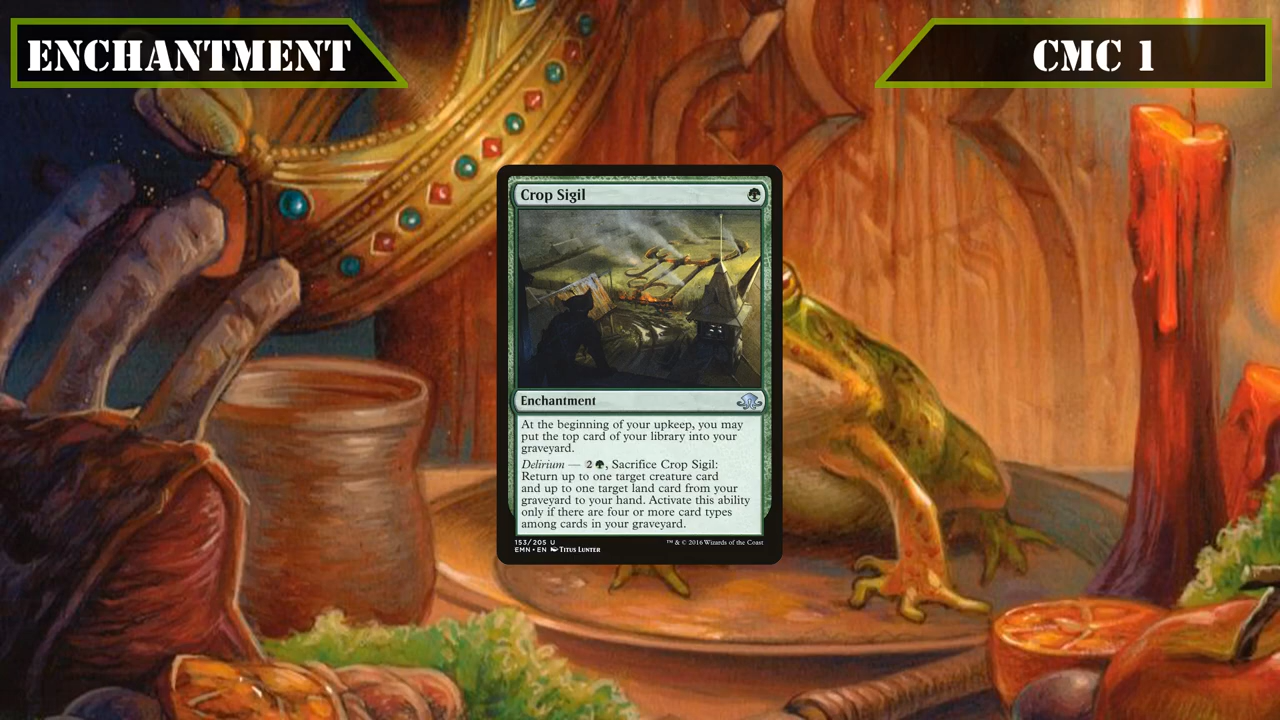 ENCHANTMENT
CMC 1
Crop Sigil
Enchantment
At the beginning of your upkeep, you may
put the top card of your library into your
graveyard.
Delirium — 2, Sacrifice Crop Sigil:
Return up to one target creature card
and up to one target land card from your
graveyard to your hand. Activate this ability
only if there are four or more card types
among cards in your graveyard.
153/205 U
EMN • EN Titus Lunter
™ & © 2016 Wizards of the Coast